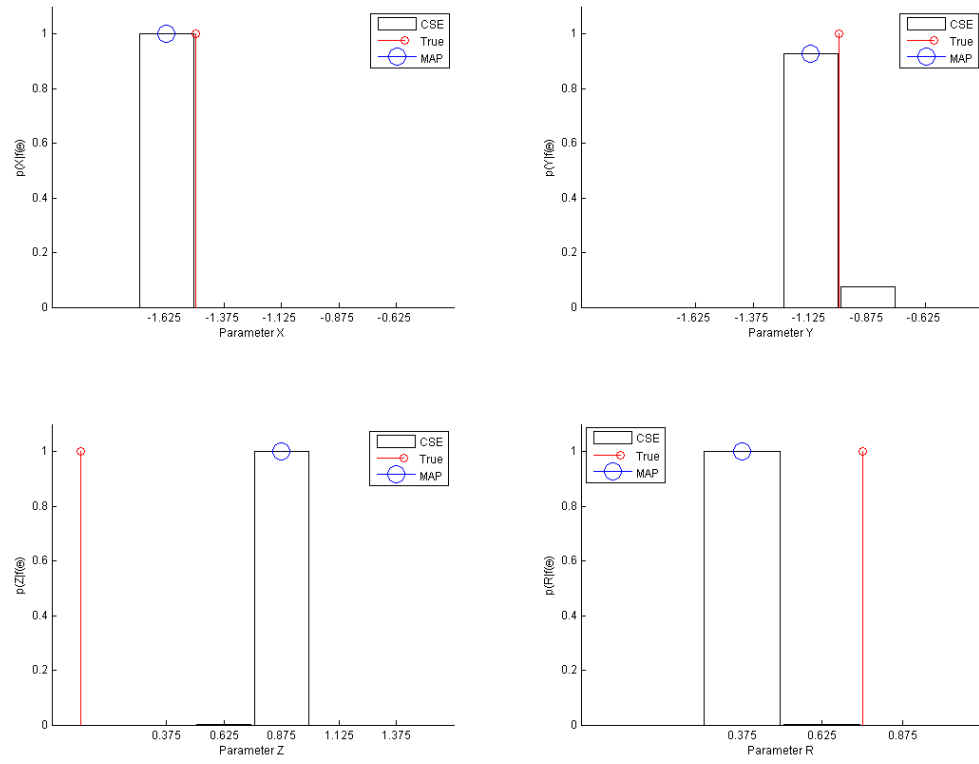 1
0.8
0.6
0.4
0.2
0
p(X|f(e))
-1.625 -1.375 -1.125 -0.875 -0.625
Parameter X
CSE
True
MAP
1
0.8
0.6
0.4
0.2
0
p(Y|f(e))
-1.625 -1.375 -1.125 -0.875 -0.625
Parameter Y
CSE
True
MAP
1
0.8
0.6
0.4
0.2
0
p(Z|f(e))
0.375 0.625 0.875 1.125 1.375
Parameter Z
CSE
True
MAP
1
0.8
0.6
0.4
0.2
0
p(R|f(e))
0.375 0.625 0.875
Parameter R
CSE
True
MAP